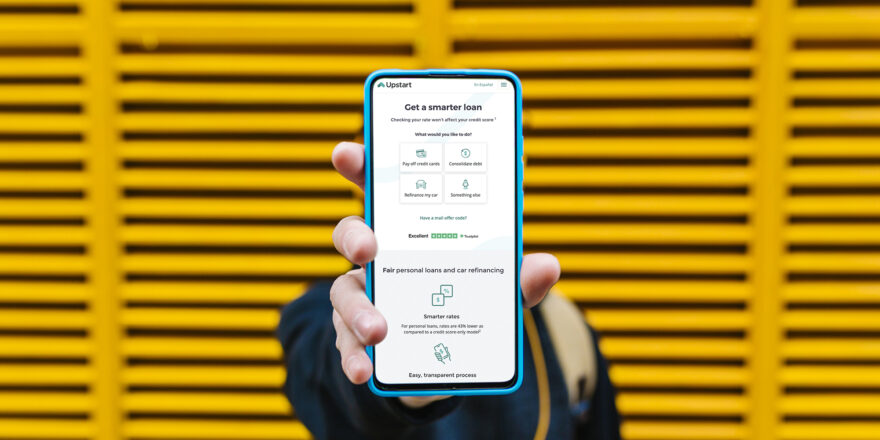 Upstart
En Español
Get a smarter loan
Checking your rate won't affect your credit score ¹
What would you like to do?
Pay off credit cards
Consolidate debt
Refinance my car
Something else
Have a mail offer code?
Excellent
Trustpilot
Fair personal loans and car refinancing
%
$
Smarter rates
For personal loans, rates are 43% lower as
compared to a credit score-only model²
Easy, transparent process